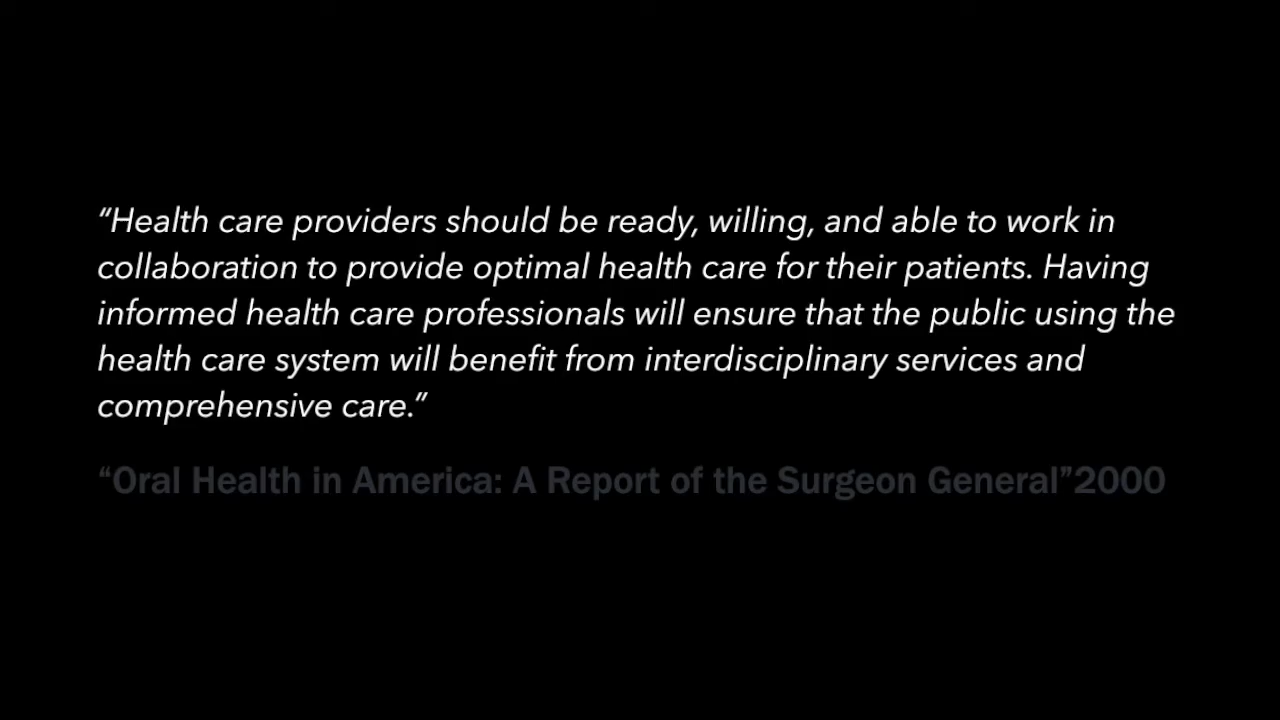 “Health care providers should be ready, willing, and able to work in
collaboration to provide optimal health care for their patients. Having
informed health care professionals will ensure that the public using the
health care system will benefit from interdisciplinary services and
comprehensive care.”
“Oral Health in America: A Report of the Surgeon General”2000